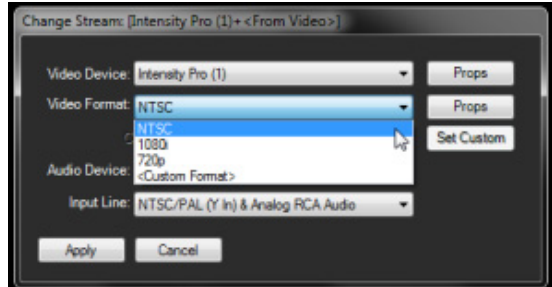 Change Stream: [Intensity Pro (1)+<From Video>]
Video Device: Intensity Pro (1) Props
Video Format: NTSC Props
NTSC
1080i
720p
<Custom Format>
Set Custom
Audio Device:
Input Line: NTSC/PAL (Y In) & Analog RCA Audio
Apply Cancel